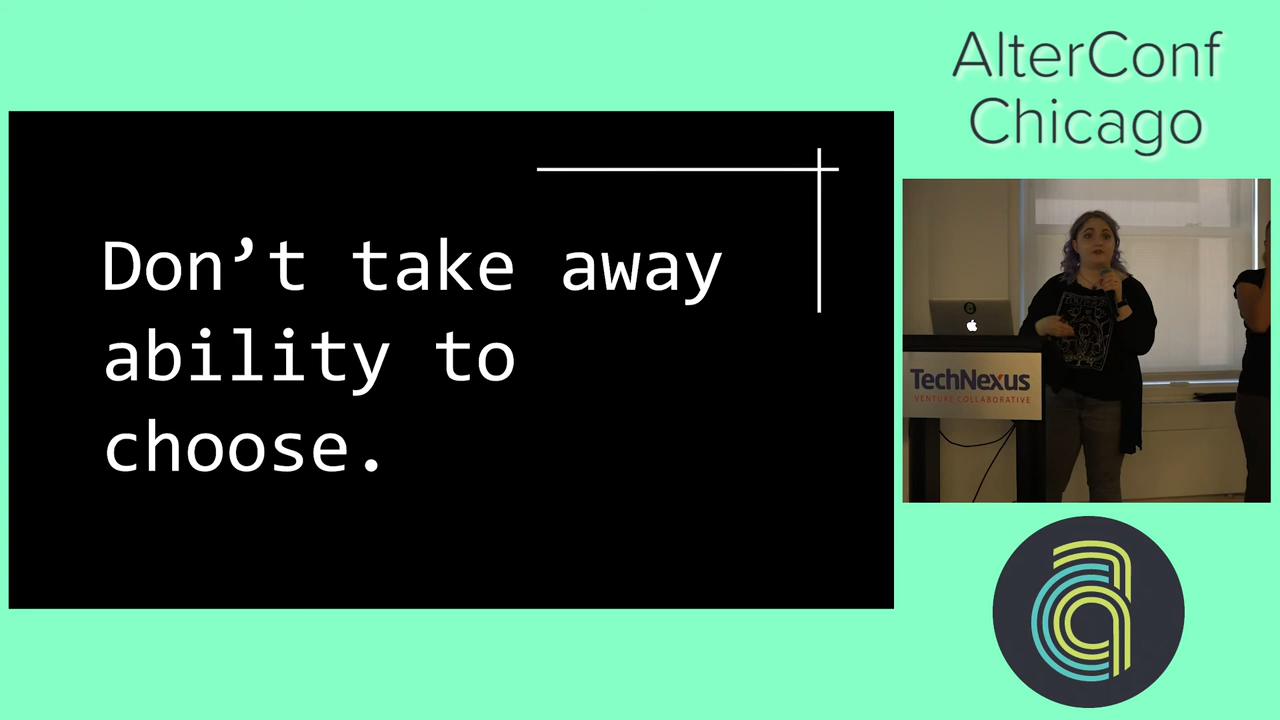 AlterConf
Chicago
Don’t take away
ability to
choose.
TechNexus
VENTURE COLLABORATIVE